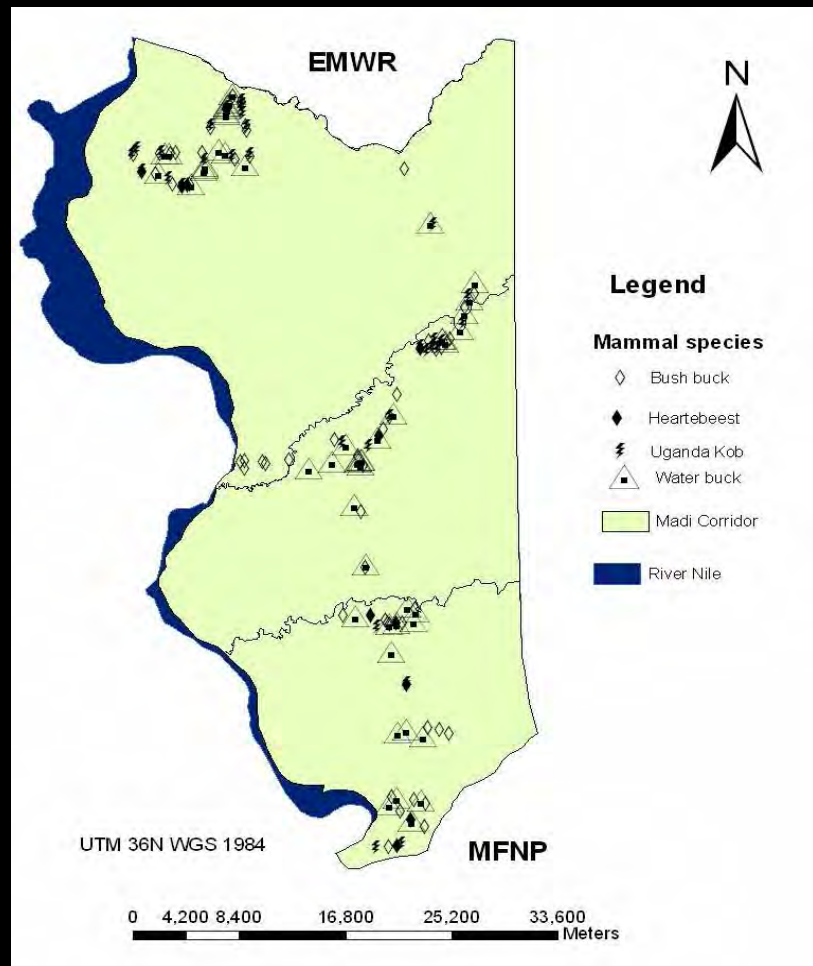 EMWR
N
Legend
Mammal species
Bush buck
Heartebeest
Uganda Kob
Water buck
Madi Corridor
River Nile
UTM 36N WGS 1984
MFNP
0 4,200 8,400 16,800 25,200 33,600
Meters